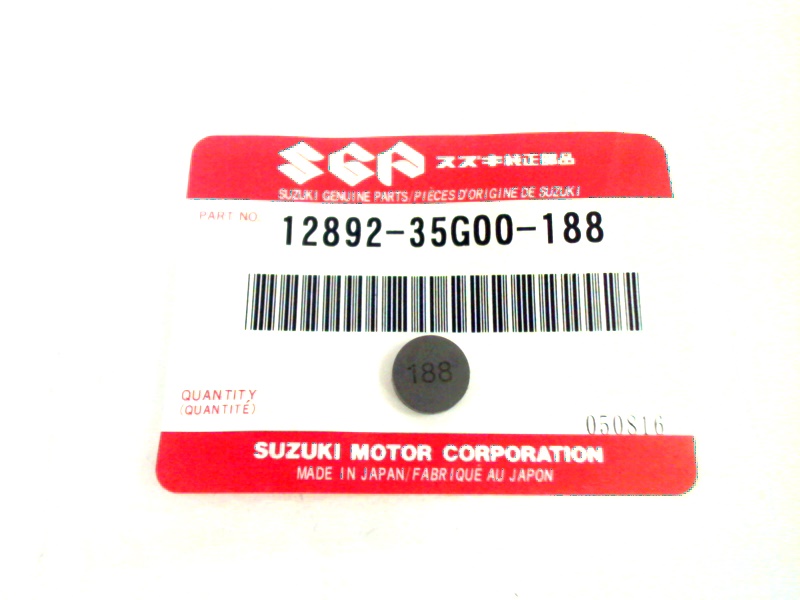 SGP スズキ純正部品
SUZUKI GENUINE PARTS/PIÈCES D'ORIGINE DE SUZUKI
PART NO.
12892-35G00-188
188
QUANTITY
(QUANTITÉ)
050816
SUZUKI MOTOR CORPORATION
MADE IN JAPAN/FABRIQUÉ AU JAPON